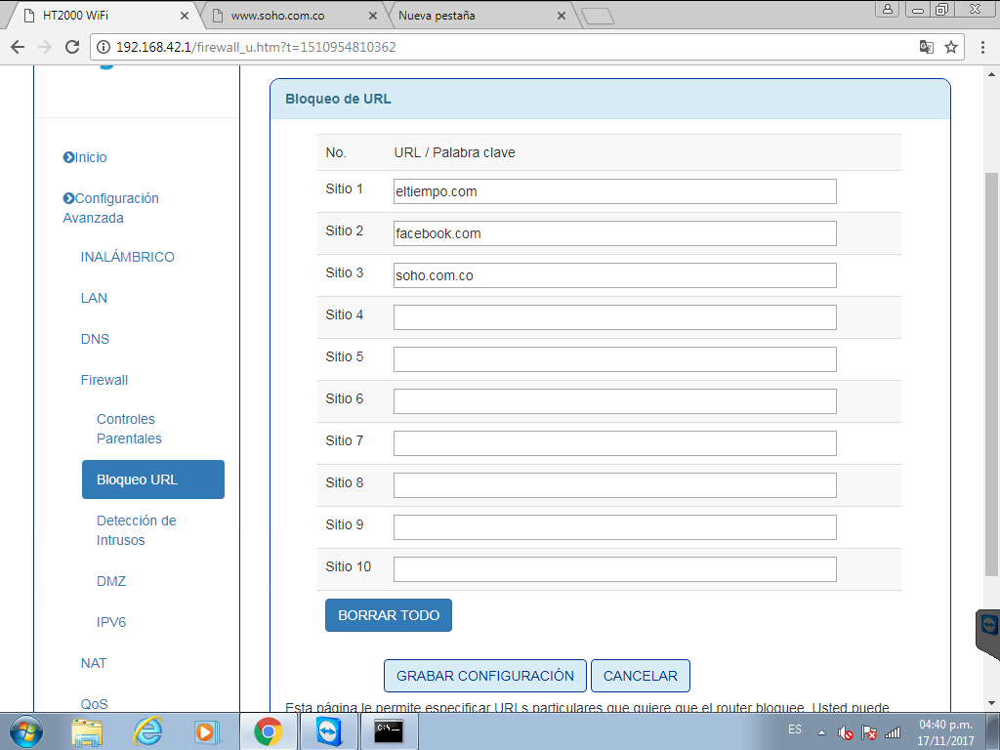 HT2000 WiFi
www.soho.com.co
Nueva pestaña
192.168.42.1/firewall_u.htm?t=1510954810362
Inicio
Configuración
Avanzada
INALÁMBRICO
LAN
DNS
Firewall
Controles
Parentales
Bloqueo URL
Detección de
Intrusos
DMZ
IPV6
NAT
QoS
Bloqueo de URL
No. URL / Palabra clave
Sitio 1 eltiempo.com
Sitio 2 facebook.com
Sitio 3 soho.com.co
Sitio 4
Sitio 5
Sitio 6
Sitio 7
Sitio 8
Sitio 9
Sitio 10
BORRAR TODO
GRABAR CONFIGURACIÓN CANCELAR
Esta página le permite especificar URLs particulares que quiere que el router bloquee. Usted puede
C:\_
ES
04:40 p.m.
17/11/2017